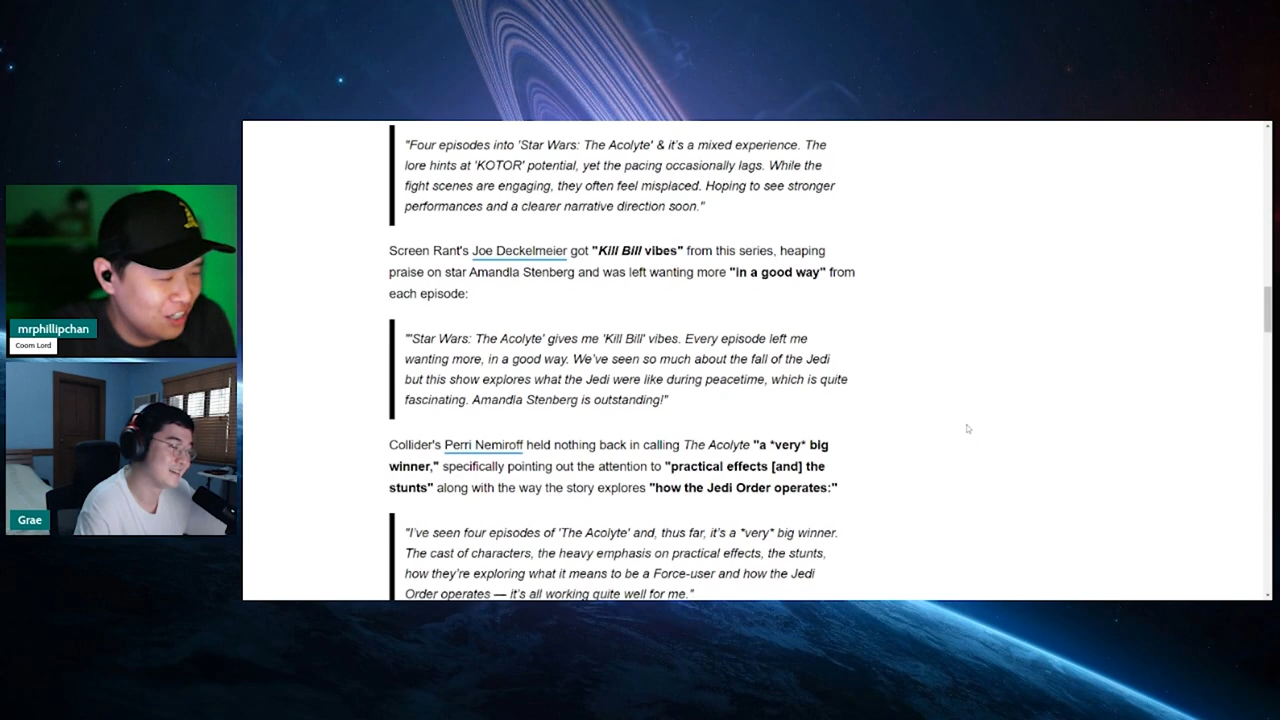 "Four episodes into 'Star Wars: The Acolyte' & it's a mixed experience. The
lore hints at 'KOTOR' potential, yet the pacing occasionally lags. While the
fight scenes are engaging, they often feel misplaced. Hoping to see stronger
performances and a clearer narrative direction soon."
Screen Rant's Joe Deckelmeier got "Kill Bill vibes" from this series, heaping
praise on star Amandla Stenberg and was left wanting more "in a good way" from
each episode:
"'Star Wars: The Acolyte' gives me 'Kill Bill' vibes. Every episode left me
wanting more, in a good way. We've seen so much about the fall of the Jedi
but this show explores what the Jedi were like during peacetime, which is quite
fascinating. Amandla Stenberg is outstanding!"
Collider's Perri Nemiroff held nothing back in calling The Acolyte "a *very* big
winner," specifically pointing out the attention to "practical effects [and] the
stunts" along with the way the story explores "how the Jedi Order operates:"
"I've seen four episodes of 'The Acolyte' and, thus far, it's a *very* big winner.
The cast of characters, the heavy emphasis on practical effects, the stunts,
how they're exploring what it means to be a Force-user and how the Jedi
Order operates — it's all working quite well for me."
mrphillipchan
Coom Lord
Grae